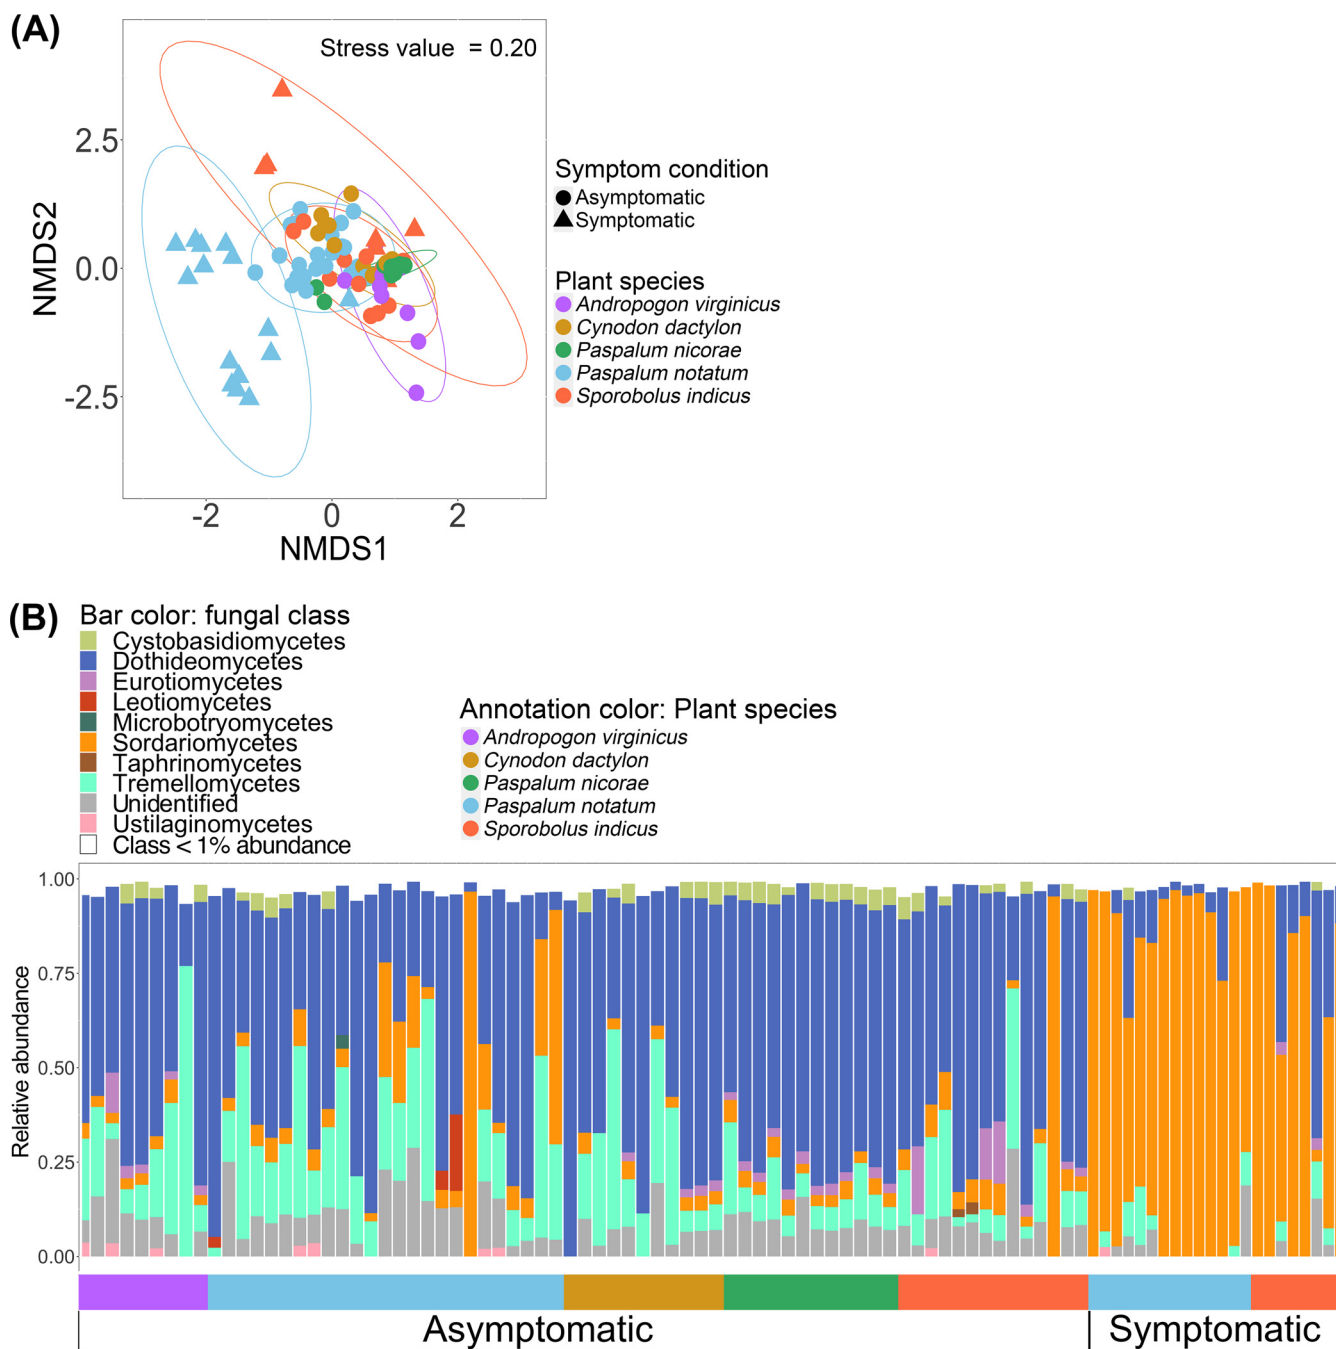 (A)
Stress value = 0.20
2.5
0.0
-2.5
NMDS2
-2
0
2
NMDS1
Symptom condition
Asymptomatic
Symptomatic
Plant species
Andropogon virginicus
Cynodon dactylon
Paspalum nicorae
Paspalum notatum
Sporobolus indicus
(B)
Bar color: fungal class
Cystobasidiomycetes
Dothideomycetes
Eurotiomycetes
Leotiomycetes
Microbotryomycetes
Sordariomycetes
Taphrinomycetes
Tremellomycetes
Unidentified
Ustilaginomycetes
Class < 1% abundance
Annotation color: Plant species
Andropogon virginicus
Cynodon dactylon
Paspalum nicorae
Paspalum notatum
Sporobolus indicus
1.00
0.75
0.50
0.25
0.00
Relative abundance
Asymptomatic
Symptomatic